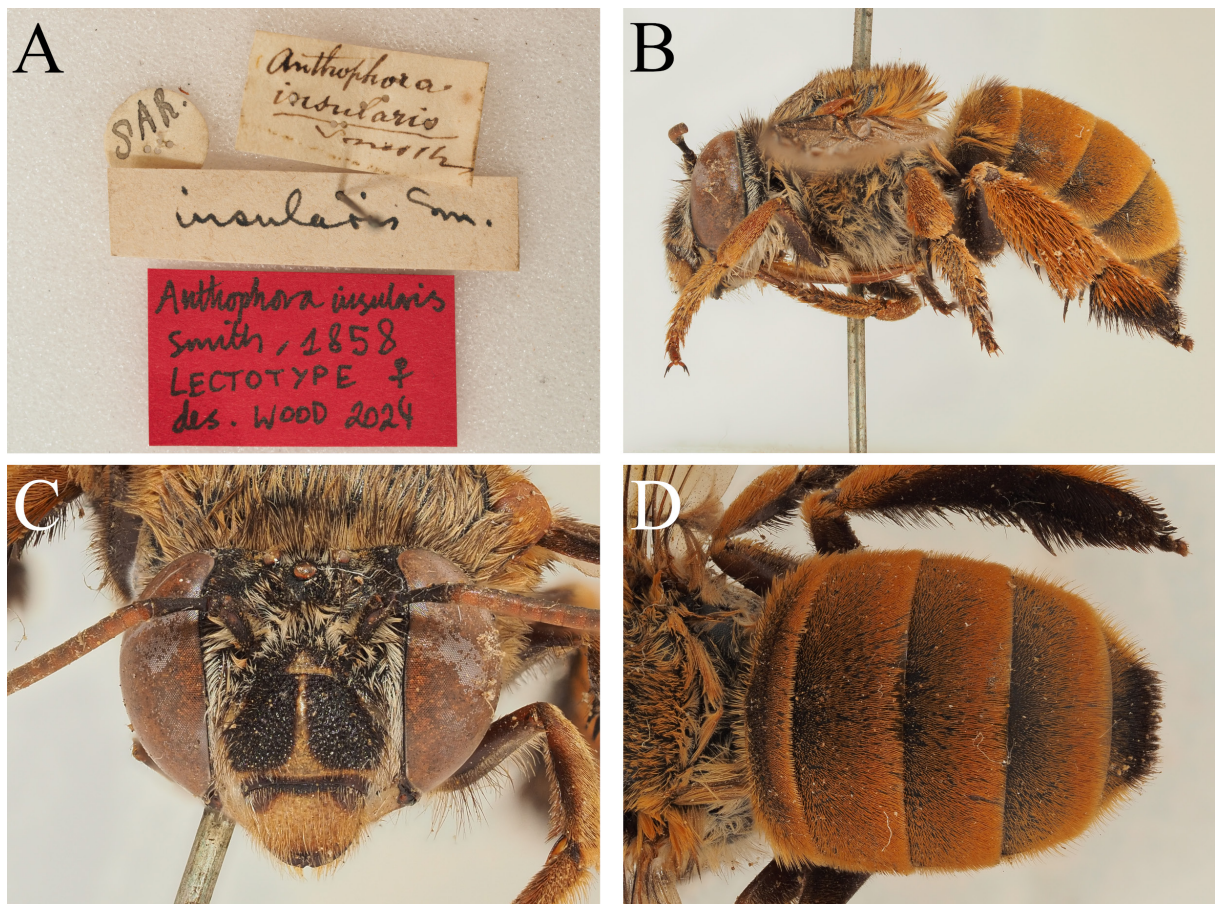 A
SAR.
Anthophora
insularis
Smith
insularis Sm.
Anthophora insularis
Smith, 1858
LECTOTYPE ♀
des. WOOD 2024
B
C
D